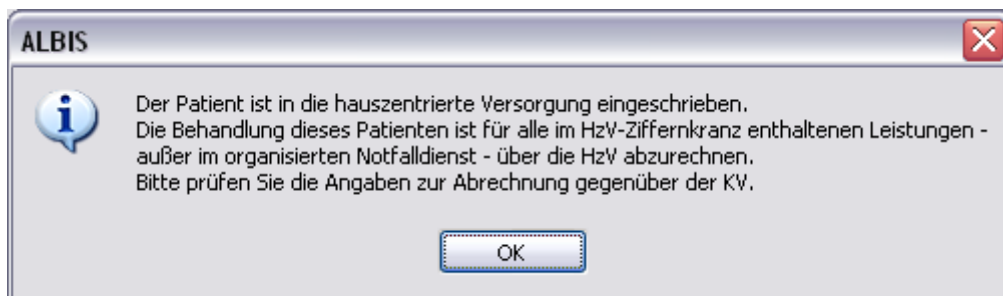 ALBIS
Der Patient ist in die hauszentrierte Versorgung eingeschrieben.
Die Behandlung dieses Patienten ist für alle im HzV-Ziffernkranz enthaltenen Leistungen -
außer im organisierten Notfalldienst - über die HzV abzurechnen.
Bitte prüfen Sie die Angaben zur Abrechnung gegenüber der KV.
OK